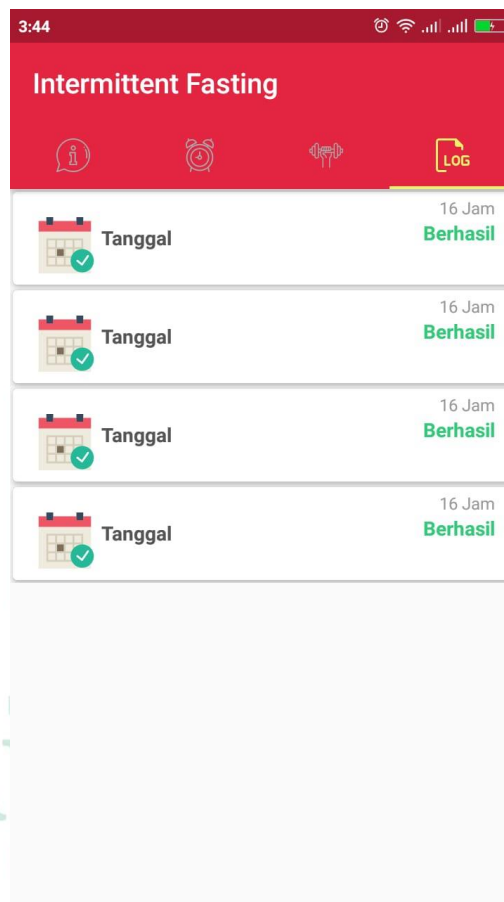 3:44
Intermittent Fasting
LOG
16 Jam
Tanggal
Berhasil
16 Jam
Tanggal
Berhasil
16 Jam
Tanggal
Berhasil
16 Jam
Tanggal
Berhasil